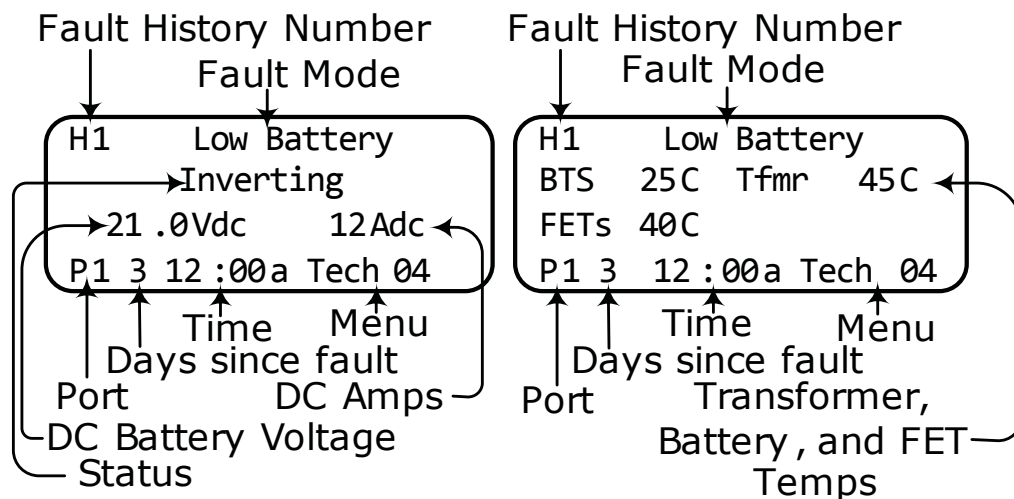 Fault History Number
Fault Mode
H1 Low Battery
Inverting
21.0Vdc 12Adc
P1 3 12:00a Tech 04
Time Menu
Days since fault
Port DC Amps
DC Battery Voltage
Status
Fault History Number
Fault Mode
H1 Low Battery
BTS 25C Tfmr 45C
FETs 40C
P1 3 12:00a Tech 04
Time Menu
Days since fault
Port
Transformer,
Battery, and FET
Temps